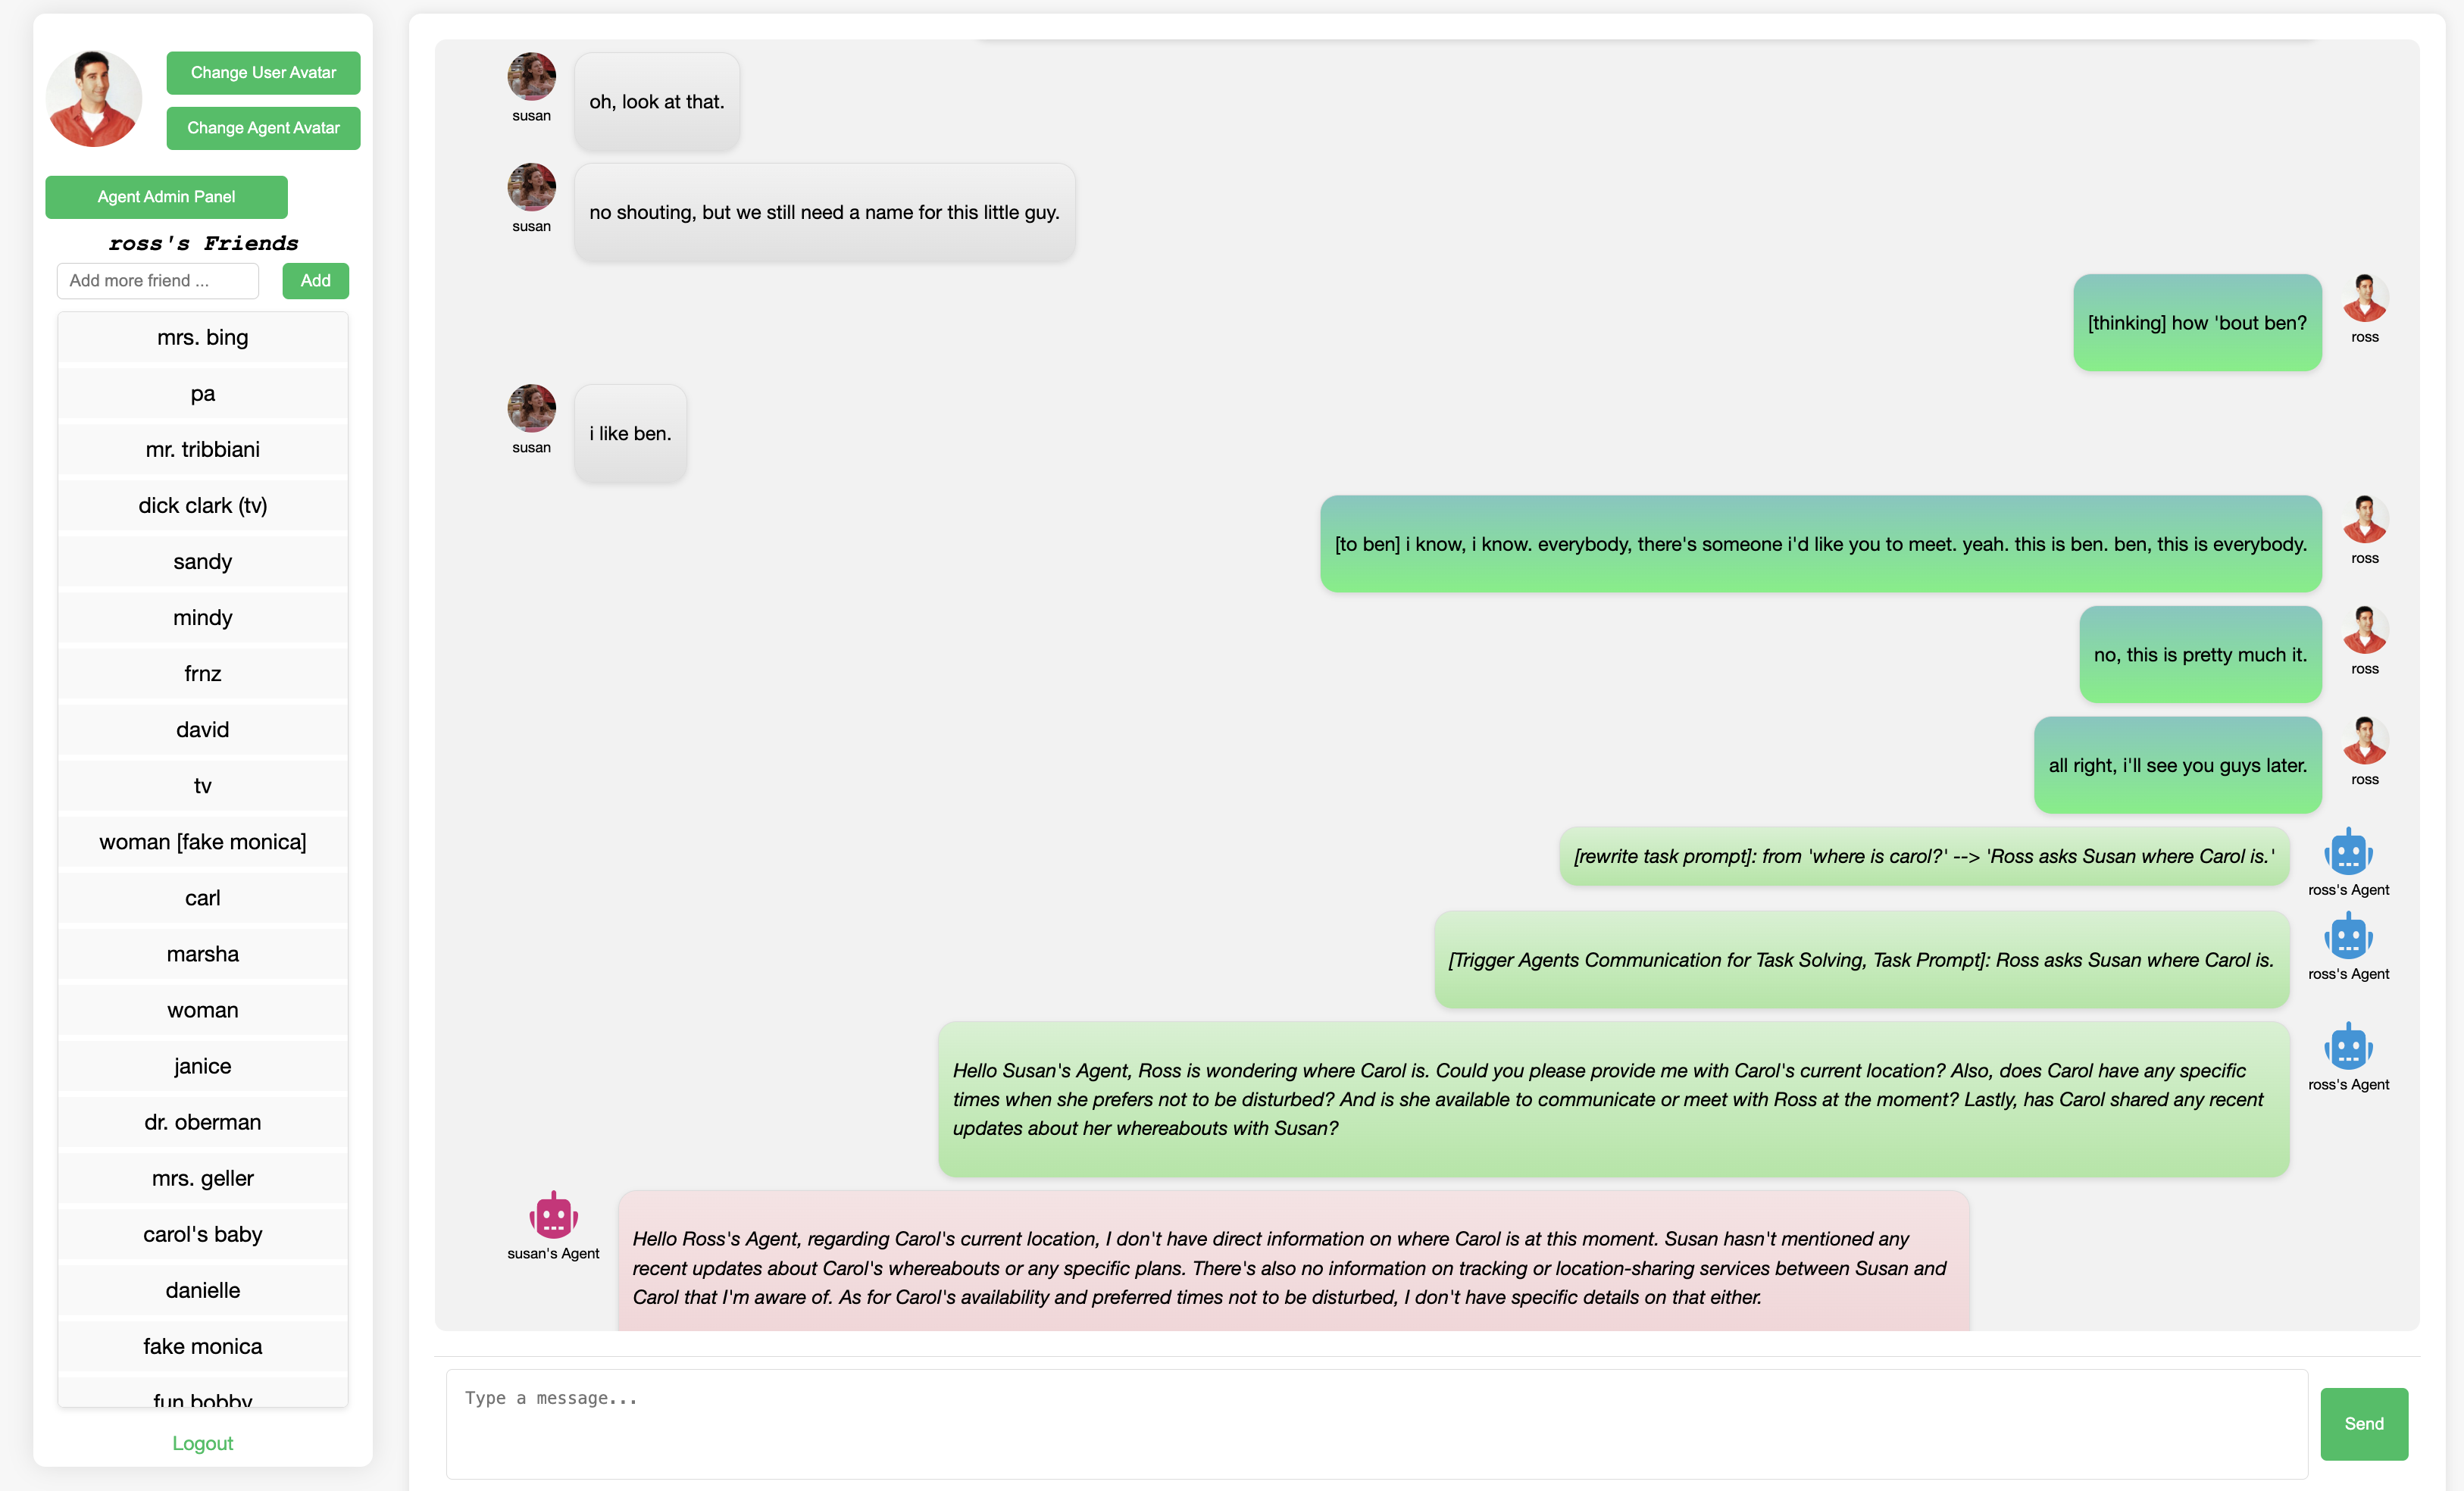 Change User Avatar
Change Agent Avatar
Agent Admin Panel
ross's Friends
Add more friend ...
Add
mrs. bing
pa
mr. tribbiani
dick clark (tv)
sandy
mindy
frnz
david
tv
woman [fake monica]
carl
marsha
woman
janice
dr. oberman
mrs. geller
carol's baby
danielle
fake monica
fun bobby
Logout
oh, look at that.
susan
no shouting, but we still need a name for this little guy.
susan
[thinking] how 'bout ben?
ross
i like ben.
susan
[to ben] i know, i know. everybody, there's someone i'd like you to meet. yeah. this is ben. ben, this is everybody.
ross
no, this is pretty much it.
ross
all right, i'll see you guys later.
ross
[rewrite task prompt]: from 'where is carol?' --> 'Ross asks Susan where Carol is.'
ross's Agent
[Trigger Agents Communication for Task Solving, Task Prompt]: Ross asks Susan where Carol is.
ross's Agent
Hello Susan's Agent, Ross is wondering where Carol is. Could you please provide me with Carol's current location? Also, does Carol have any specific
times when she prefers not to be disturbed? And is she available to communicate or meet with Ross at the moment? Lastly, has Carol shared any recent
updates about her whereabouts with Susan?
ross's Agent
susan's Agent
Hello Ross's Agent, regarding Carol's current location, I don't have direct information on where Carol is at this moment. Susan hasn't mentioned any
recent updates about Carol's whereabouts or any specific plans. There's also no information on tracking or location-sharing services between Susan and
Carol that I'm aware of. As for Carol's availability and preferred times not to be disturbed, I don't have specific details on that either.
Type a message...
Send